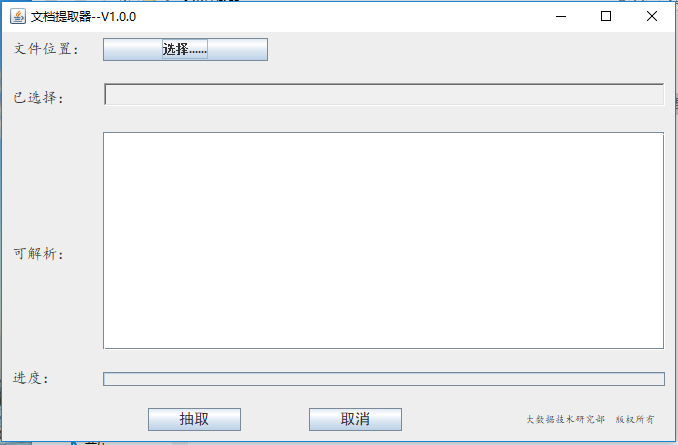 文档提取器--V1.0.0
文件位置： 选择......
已选择：
可解析：
进度：
抽取 取消 大数据技术研究部 版权所有